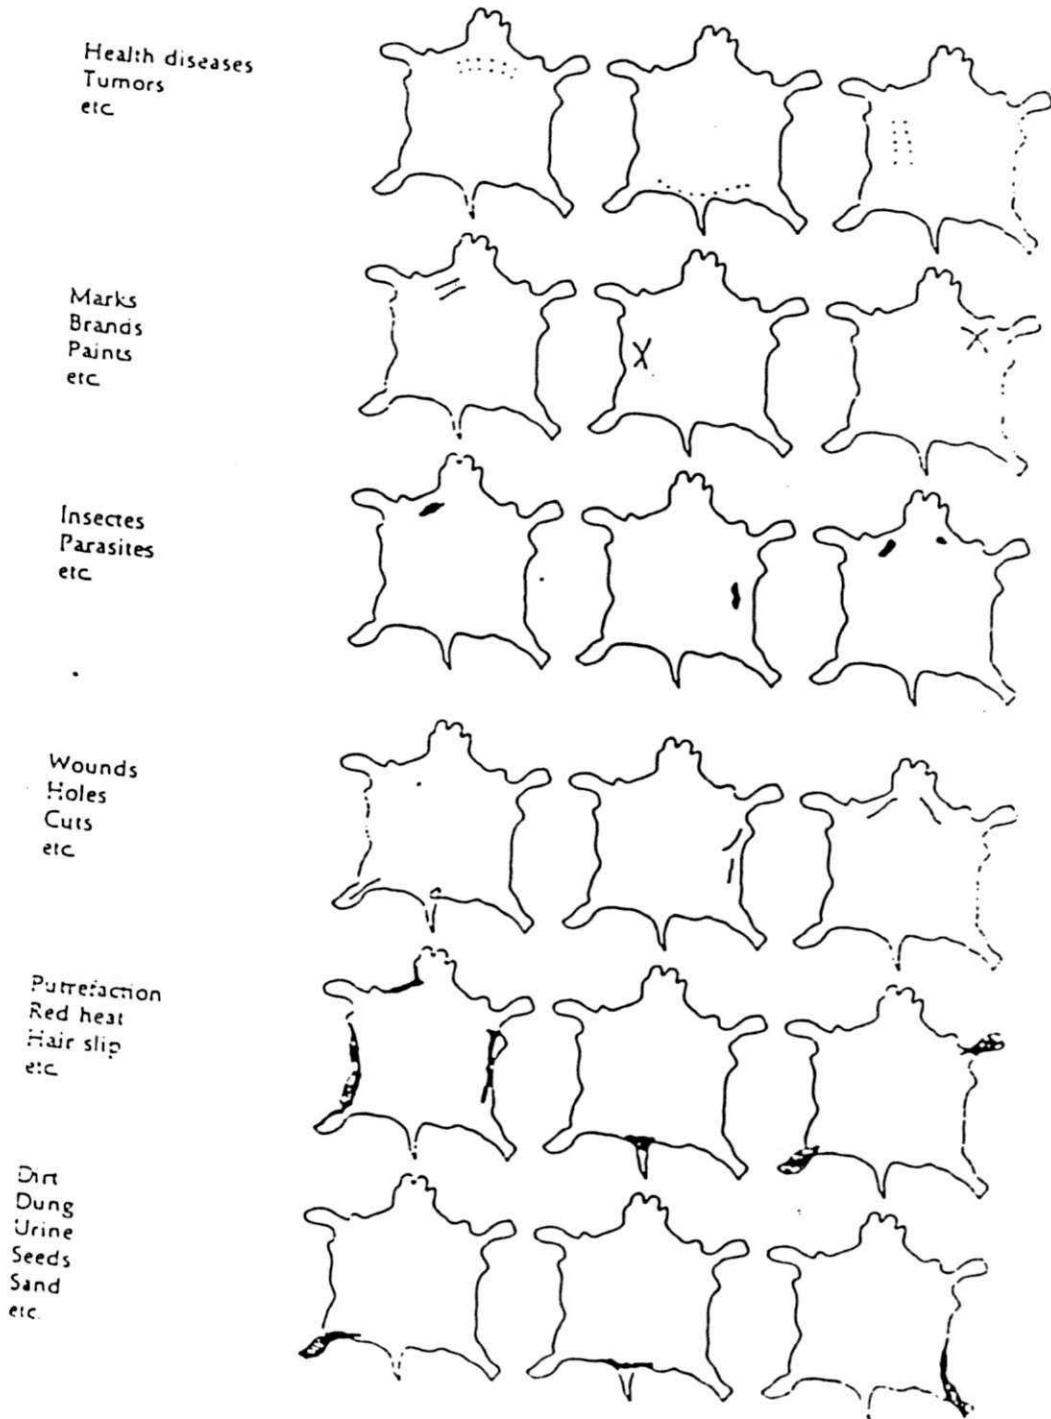 Health diseases
Tumors
etc
Marks
Brands
Paints
etc
Insectes
Parasites
etc
Wounds
Holes
Cuts
etc
Putrefaction
Red heat
Hair slip
etc
Dirt
Dung
Urine
Seeds
Sand
etc.